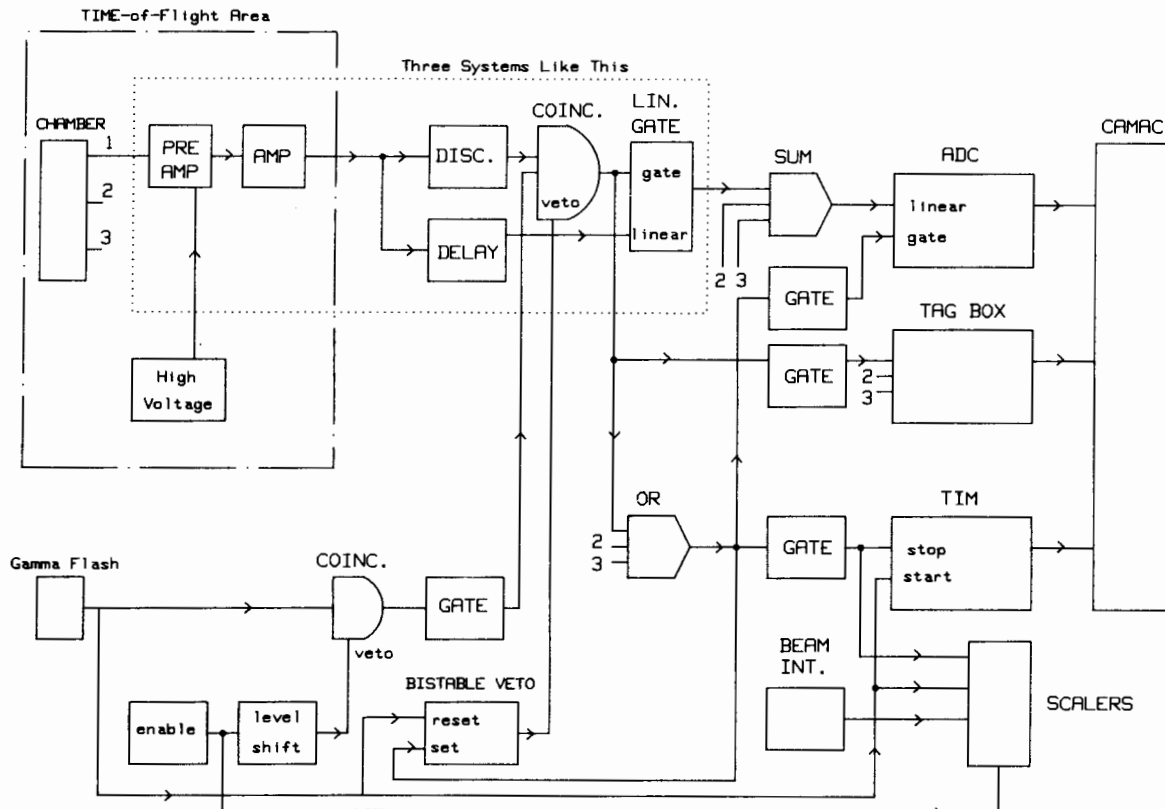 TIME-of-Flight Area
Three Systems Like This
CHAMBER
1
2
3
PRE
AMP
AMP
DISC.
DELAY
COINC.
veto
LIN.
GATE
gate
linear
SUM
2 3
ADC
linear
gate
CAMAC
GATE
TAG BOX
GATE
2
3
High
Voltage
OR
2
3
GATE
TIM
stop
start
Gamma Flash
COINC.
veto
GATE
BISTABLE VETO
reset
set
enable
level
shift
BEAM
INT.
SCALERS